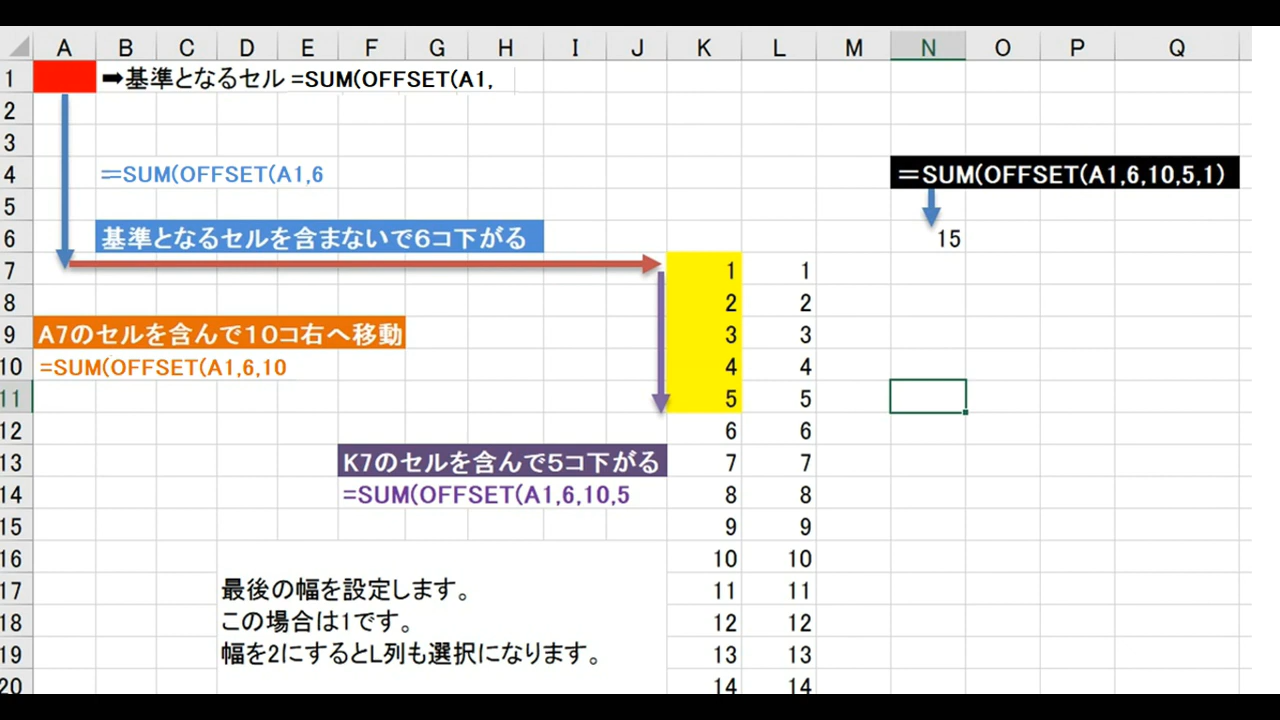 A B C D E F G H I J K L M N O P Q
1 ➡基準となるセル =SUM(OFFSET(A1,
2
3
4 =SUM(OFFSET(A1,6 =SUM(OFFSET(A1,6,10,5,1)
5
6 基準となるセルを含まないで6コ下がる 15
7 1 1
8 2 2
9 A7のセルを含んで10コ右へ移動 3 3
10 =SUM(OFFSET(A1,6,10 4 4
11 5 5
12 6 6
13 K7のセルを含んで5コ下がる 7 7
14 =SUM(OFFSET(A1,6,10,5 8 8
15 9 9
16 10 10
17 最後の幅を設定します。 11 11
18 この場合は1です。 12 12
19 幅を2にするとL列も選択になります。 13 13
20 14 14